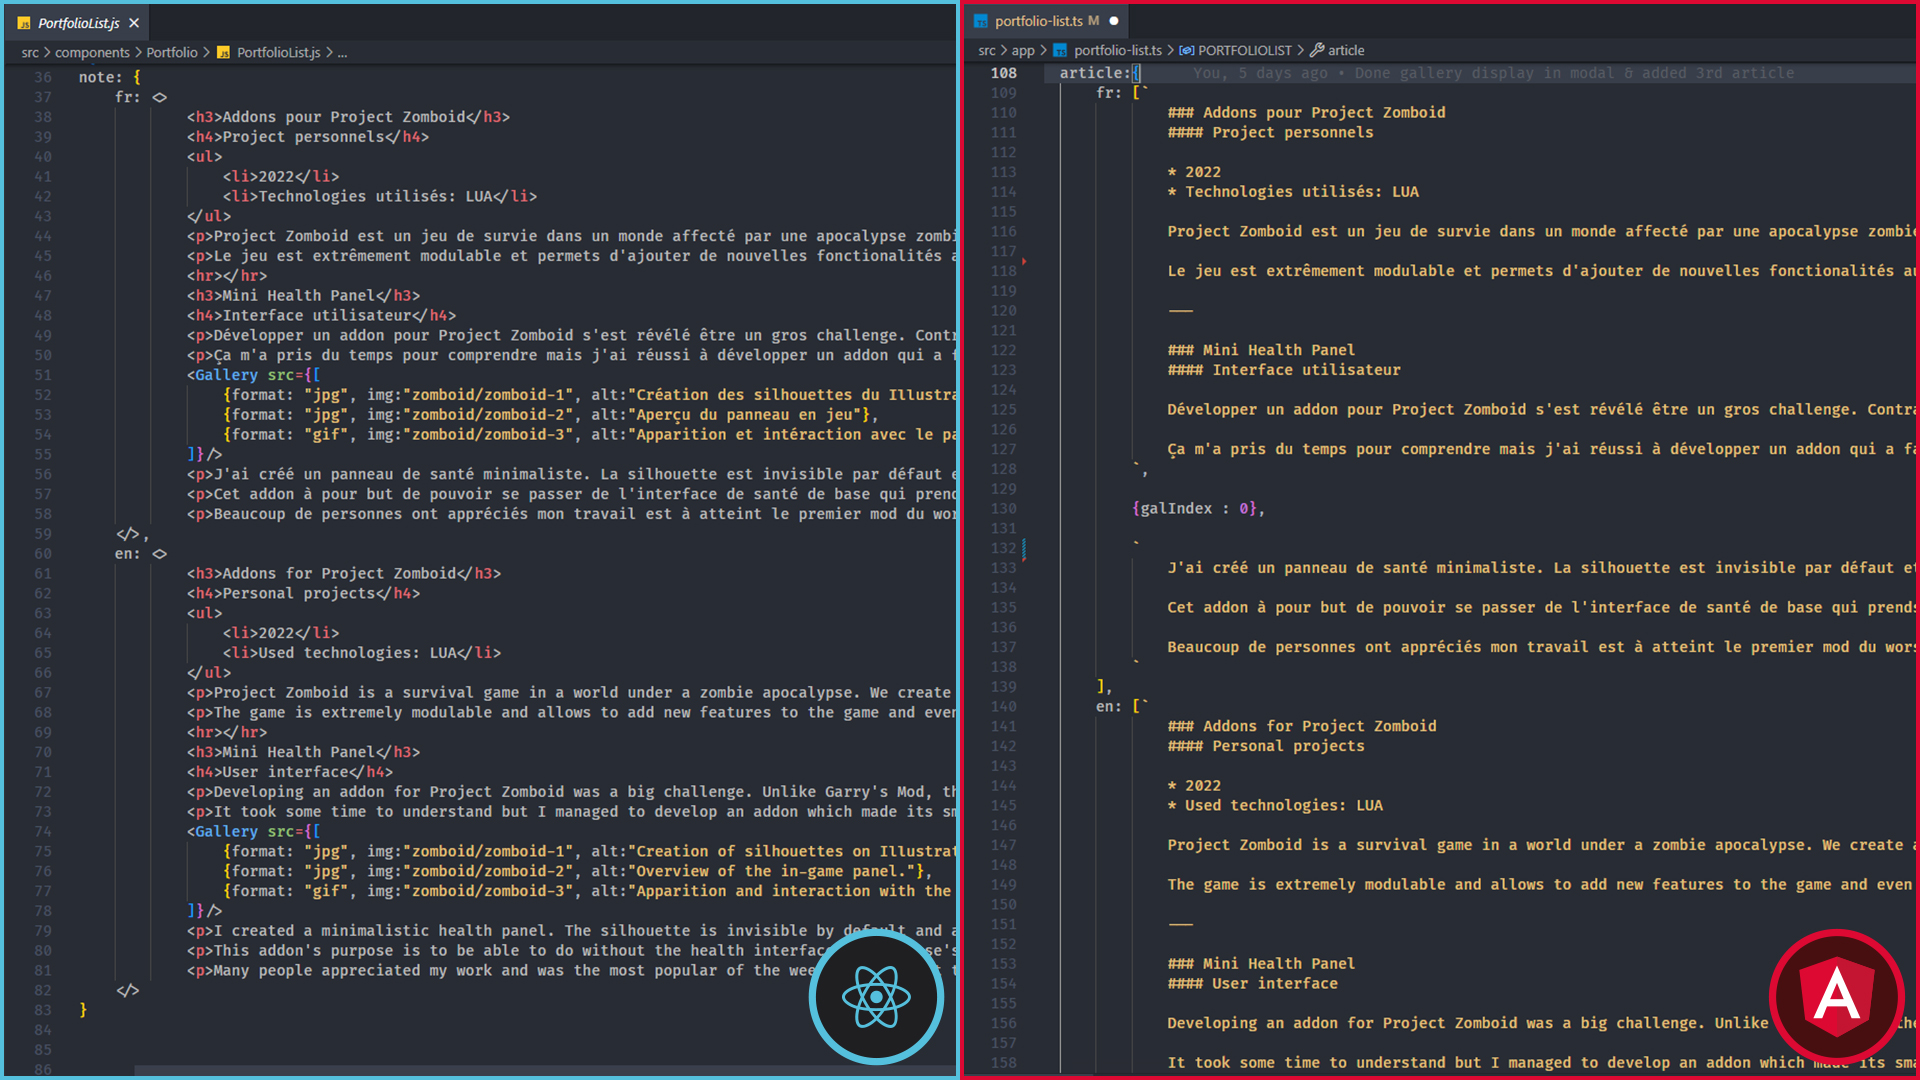 PortfolioList.js
src > components > Portfolio > JS PortfolioList.js > ...
36 note: {
37 fr: <>
38 <h3>Addons pour Project Zomboid</h3>
39 <h4>Project personnels</h4>
40 <ul>
41 <li>2022</li>
42 <li>Technologies utilisés: LUA</li>
43 </ul>
44 <p>Project Zomboid est un jeu de survie dans un monde affecté par une apocalypse zombi
45 <p>Le jeu est extrêmement modulable et permets d'ajouter de nouvelles fonctionalités a
46 <hr></hr>
47 <h3>Mini Health Panel</h3>
48 <h4>Interface utilisateur</h4>
49 <p>Développer un addon pour Project Zomboid s'est révélé être un gros challenge. Contr
50 <p>Ça m'a pris du temps pour comprendre mais j'ai réussi à développer un addon qui a f
51 <Gallery src={[
52 {format: "jpg", img:"zomboid/zomboid-1", alt:"Création des silhouettes du Illustra
53 {format: "jpg", img:"zomboid/zomboid-2", alt:"Aperçu du panneau en jeu"},
54 {format: "gif", img:"zomboid/zomboid-3", alt:"Apparition et intéraction avec le pa
55 ]}/>
56 <p>J'ai créé un panneau de santé minimaliste. La silhouette est invisible par défaut e
57 <p>Cet addon à pour but de pouvoir se passer de l'interface de santé de base qui prend
58 <p>Beaucoup de personnes ont appréciés mon travail est à atteint le premier mod du wor
59 </>,
60 en: <>
61 <h3>Addons for Project Zomboid</h3>
62 <h4>Personal projects</h4>
63 <ul>
64 <li>2022</li>
65 <li>Used technologies: LUA</li>
66 </ul>
67 <p>Project Zomboid is a survival game in a world under a zombie apocalypse. We create
68 <p>The game is extremely modulable and allows to add new features to the game and even
69 <hr></hr>
70 <h3>Mini Health Panel</h3>
71 <h4>User interface</h4>
72 <p>Developing an addon for Project Zomboid was a big challenge. Unlike Garry's Mod, th
73 <p>It took some time to understand but I managed to develop an addon which made its sm
74 <Gallery src={[
75 {format: "jpg", img:"zomboid/zomboid-1", alt:"Creation of silhouettes on Illustrat
76 {format: "jpg", img:"zomboid/zomboid-2", alt:"Overview of the in-game panel."},
77 {format: "gif", img:"zomboid/zomboid-3", alt:"Apparition and interaction with the
78 ]}/>
79 <p>I created a minimalistic health panel. The silhouette is invisible by default and a
80 <p>This addon's purpose is to be able to do without the health interfac se's
81 <p>Many people appreciated my work and was the most popular of the wee t
82 </>
83 }
84
85
86
TS portfolio-list.ts M
src > app > TS portfolio-list.ts > PORTFOLIOLIST > article
108 article:{ You, 5 days ago • Done gallery display in modal & added 3rd article
109 fr: [`
110 ### Addons pour Project Zomboid
111 #### Project personnels
112
113 * 2022
114 * Technologies utilisés: LUA
115
116 Project Zomboid est un jeu de survie dans un monde affecté par une apocalypse zombie
117
118 Le jeu est extrêmement modulable et permets d'ajouter de nouvelles fonctionalités au
119
120 ---
121
122 ### Mini Health Panel
123 #### Interface utilisateur
124
125 Développer un addon pour Project Zomboid s'est révélé être un gros challenge. Contra
126
127 Ça m'a pris du temps pour comprendre mais j'ai réussi à développer un addon qui a fa
128 `,
129
130 {galIndex : 0},
131
132 `
133 J'ai créé un panneau de santé minimaliste. La silhouette est invisible par défaut et
134
135 Cet addon à pour but de pouvoir se passer de l'interface de santé de base qui prends
136
137 Beaucoup de personnes ont appréciés mon travail est à atteint le premier mod du wors
138 `
139 ],
140 en: [`
141 ### Addons for Project Zomboid
142 #### Personal projects
143
144 * 2022
145 * Used technologies: LUA
146
147 Project Zomboid is a survival game in a world under a zombie apocalypse. We create a
148
149 The game is extremely modulable and allows to add new features to the game and even
150
151 ---
152
153 ### Mini Health Panel
154 #### User interface
155
156 Developing an addon for Project Zomboid was a big challenge. Unlike he
157
158 It took some time to understand but I managed to develop an addon which made its sma